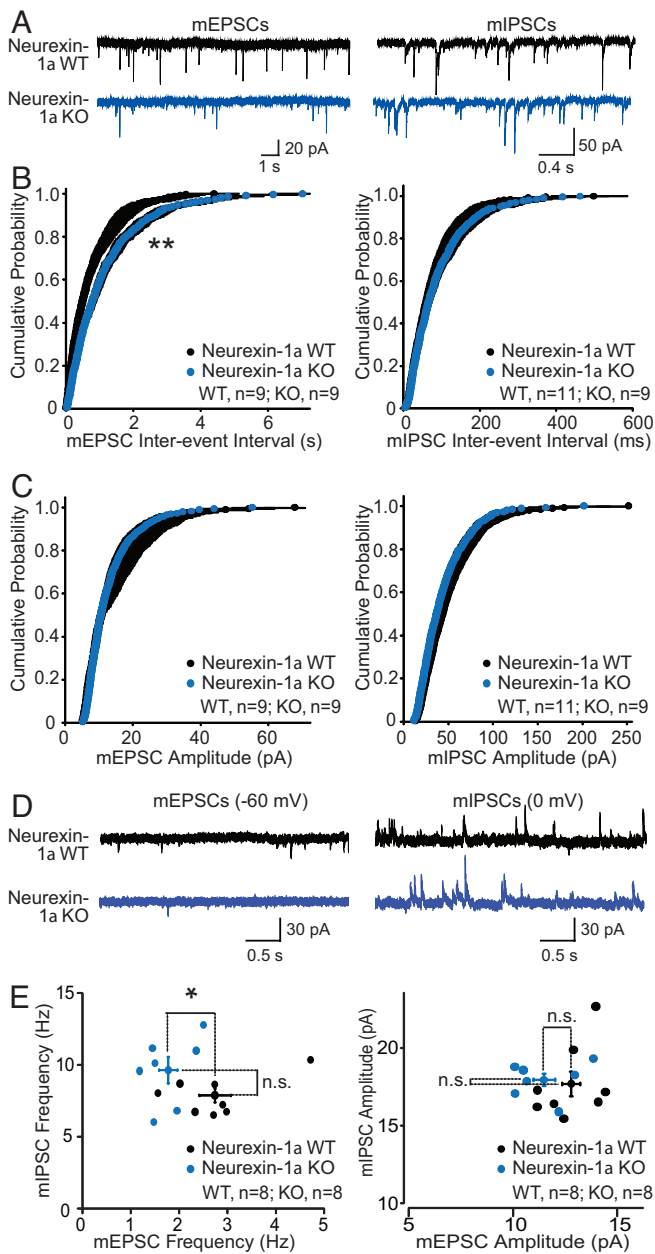 A
mEPSCs
mIPSCs
Neurexin-
1a WT
Neurexin-
1a KO
20 pA
1 s
50 pA
0.4 s
B
Cumulative Probability
1.0
0.8
0.6
0.4
0.2
0
**
Neurexin-1a WT
Neurexin-1a KO
WT, n=9; KO, n=9
0 2 4 6
mEPSC Inter-event Interval (s)
Cumulative Probability
1.0
0.8
0.6
0.4
0.2
0
Neurexin-1a WT
Neurexin-1a KO
WT, n=11; KO, n=9
0 200 400 600
mIPSC Inter-event Interval (ms)
C
Cumulative Probability
1.0
0.8
0.6
0.4
0.2
0
Neurexin-1a WT
Neurexin-1a KO
WT, n=9; KO, n=9
0 20 40 60
mEPSC Amplitude (pA)
Cumulative Probability
1.0
0.8
0.6
0.4
0.2
0
Neurexin-1a WT
Neurexin-1a KO
WT, n=11; KO, n=9
0 50 100 150 200 250
mIPSC Amplitude (pA)
D
mEPSCs (-60 mV)
mIPSCs (0 mV)
Neurexin-
1a WT
Neurexin-
1a KO
30 pA
0.5 s
30 pA
0.5 s
E
mIPSC Frequency (Hz)
15
10
5
0
*
n.s.
Neurexin-1a WT
Neurexin-1a KO
WT, n=8; KO, n=8
0 1 2 3 4 5
mEPSC Frequency (Hz)
mIPSC Amplitude (pA)
25
20
15
10
n.s.
n.s.
Neurexin-1a WT
Neurexin-1a KO
WT, n=8; KO, n=8
5 10 15
mEPSC Amplitude (pA)